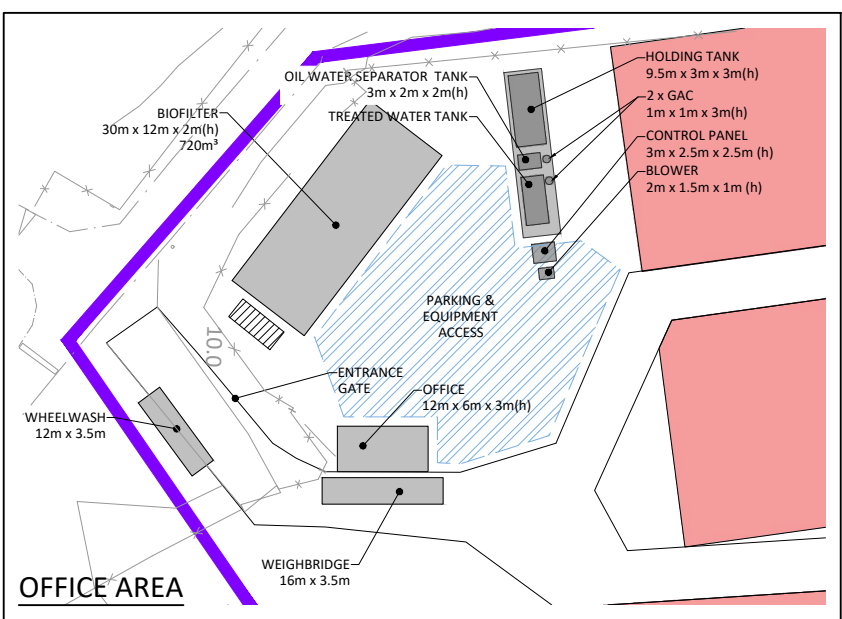 HOLDING TANK
9.5m x 3m x 3m(h)
OIL WATER SEPARATOR TANK
3m x 2m x 2m(h)
2 x GAC
1m x 1m x 3m(h)
BIOFILTER
30m x 12m x 2m(h)
720m³
TREATED WATER TANK
CONTROL PANEL
3m x 2.5m x 2.5m (h)
BLOWER
2m x 1.5m x 1m (h)
PARKING &
EQUIPMENT
ACCESS
10.0
ENTRANCE
GATE
OFFICE
12m x 6m x 3m(h)
WHEELWASH
12m x 3.5m
WEIGHBRIDGE
16m x 3.5m
OFFICE AREA